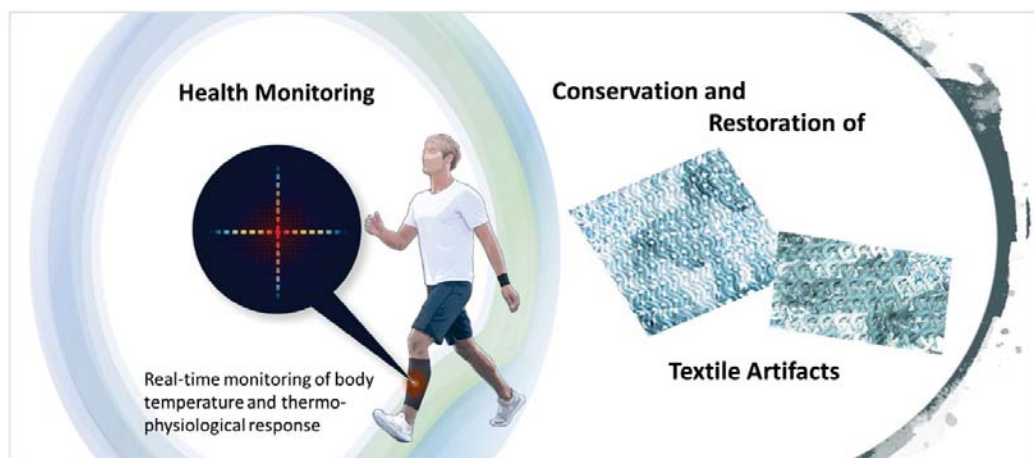 Health Monitoring
Real-time monitoring of body
temperature and thermo-
physiological response
Conservation and
Restoration of
Textile Artifacts